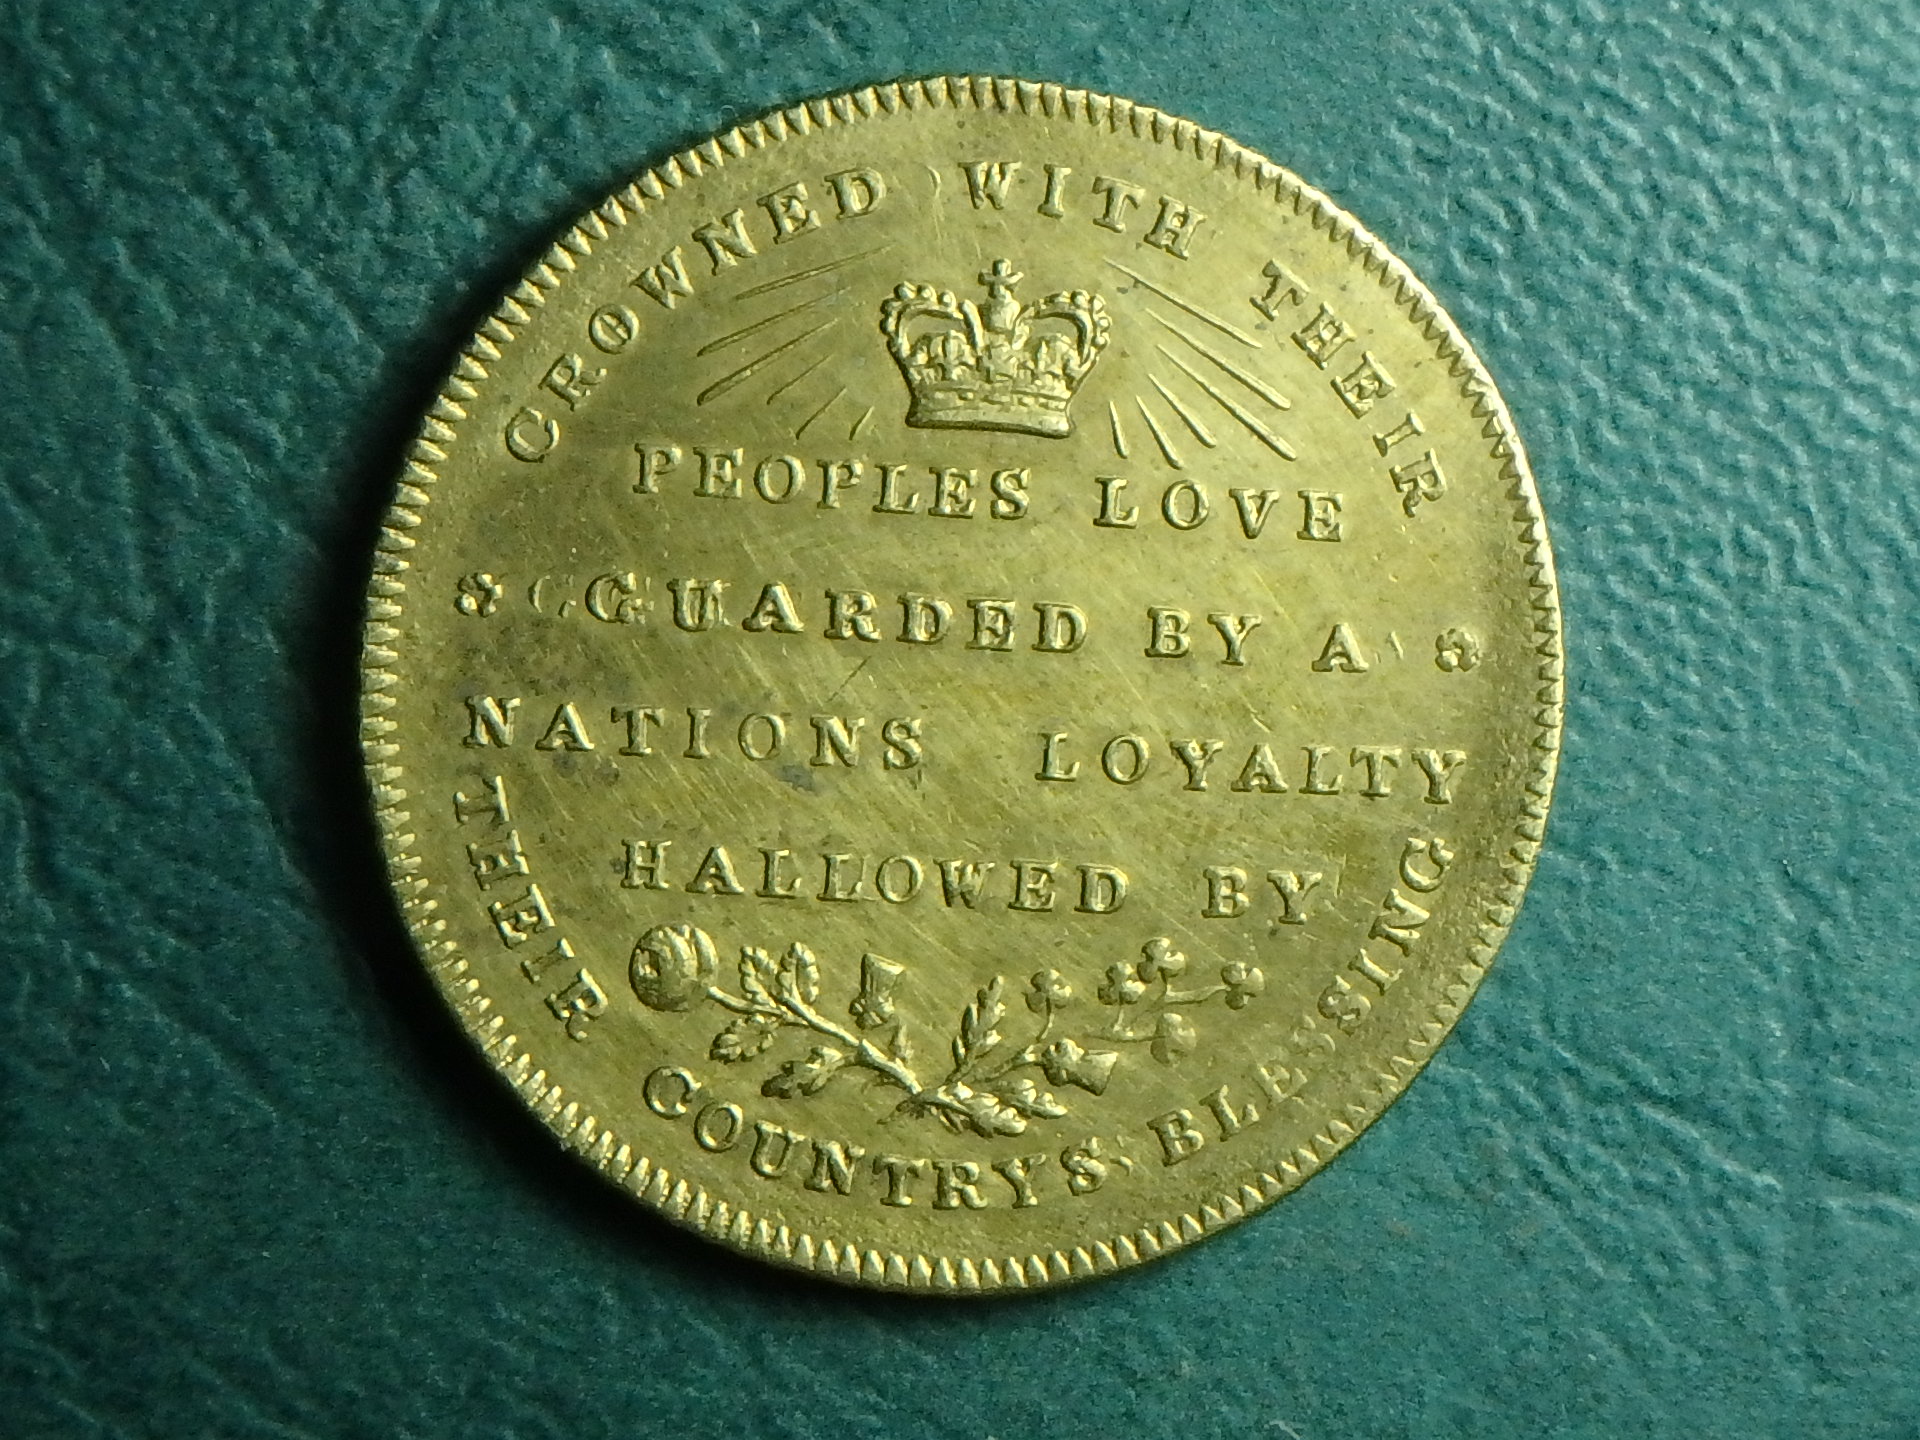 CROWNED WITH THEIR
PEOPLES LOVE
GUARDED BY A
NATIONS LOYALTY
HALLOWED BY
THEIR COUNTRYS BLESSING